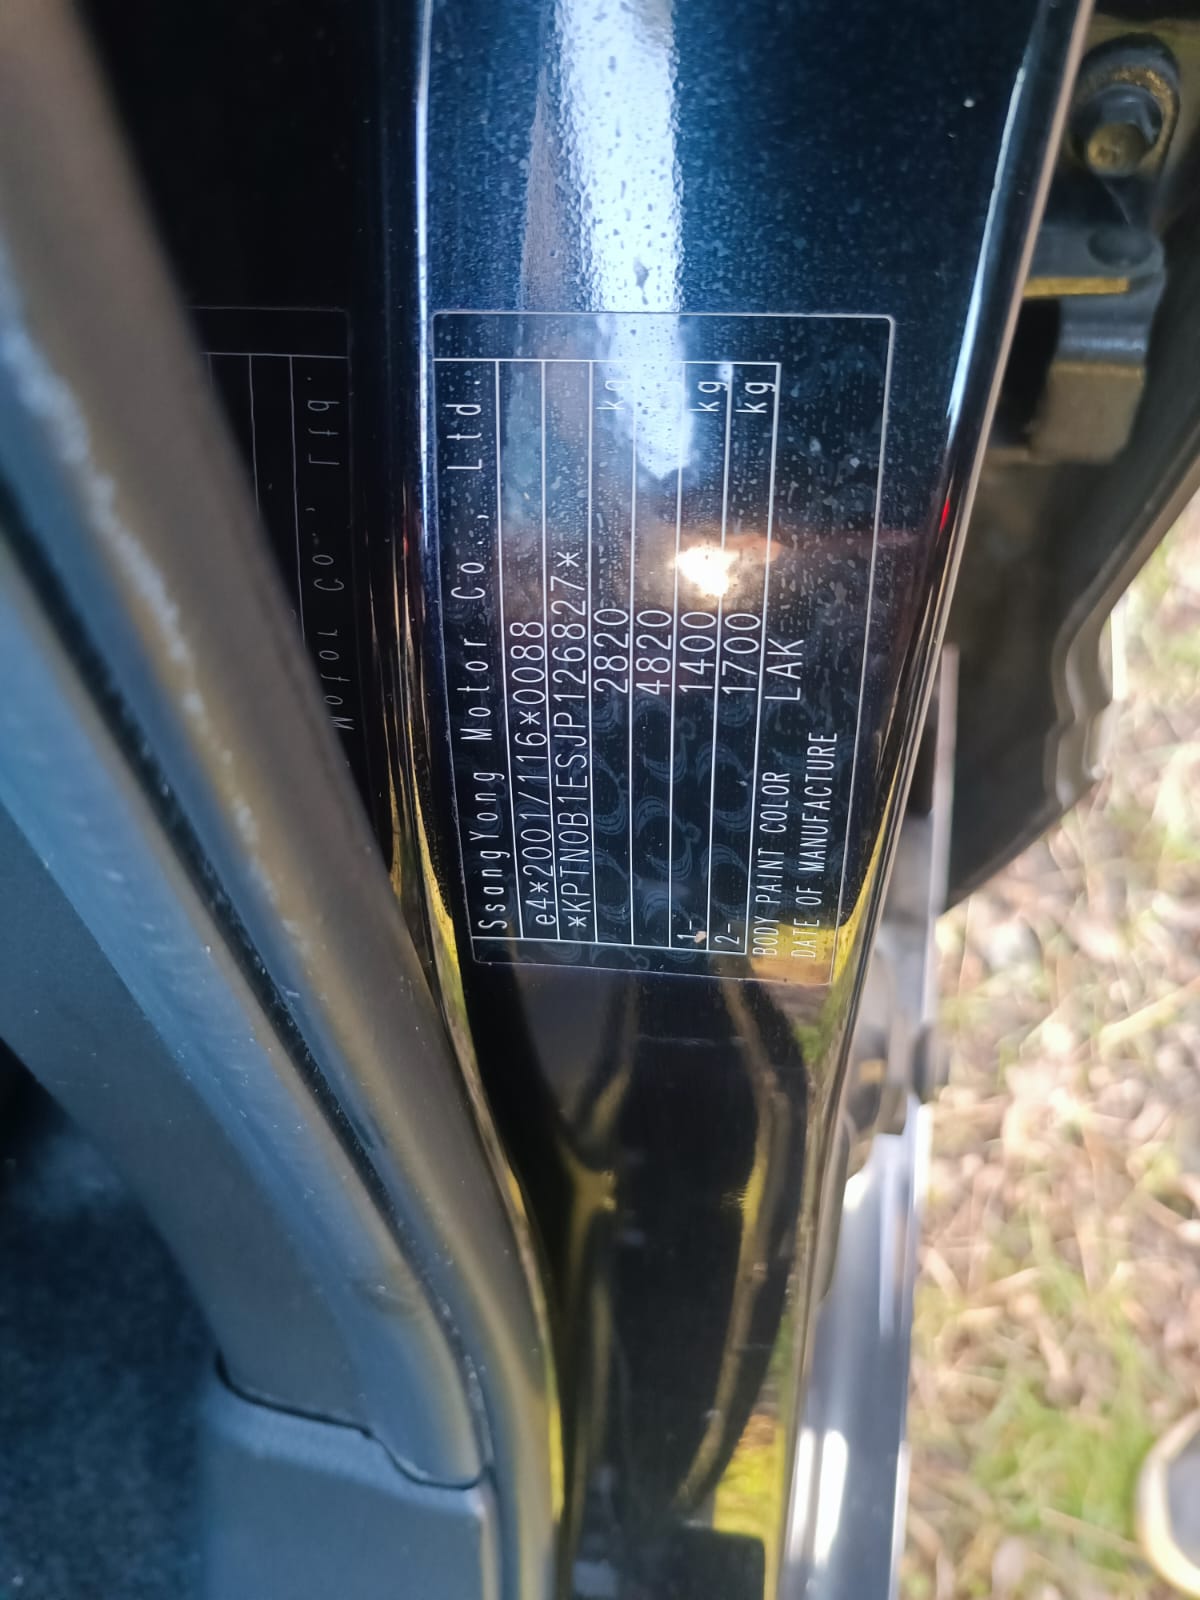 SsangYong Motor Co., Ltd.
e4*2001/116*0088
*KPTN0B1ESJP126827*
2820 kg
4820 kg
1- 1400 kg
2- 1700 kg
BODY PAINT COLOR LAK
DATE OF MANUFACTURE